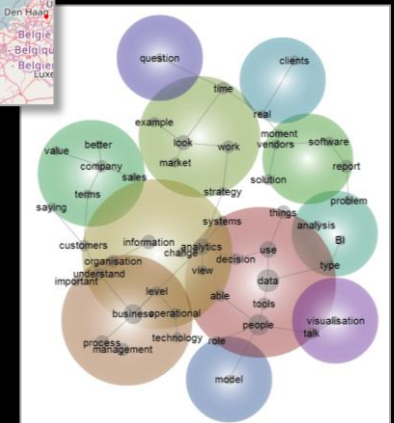 Den Haag
België
- Belgique
- Belgien
question
clients
time
real
example
moment
look
work
vendors
software
better
value
market
company
report
sales
solution
terms
strategy
problem
saying
things
systems
analysis
information
analytics
BI
customers
change
use
organisation
decision
understand
view
type
important
data
level
able
tools
business
operational
people
visualisation
talk
process
technology
role
management
model